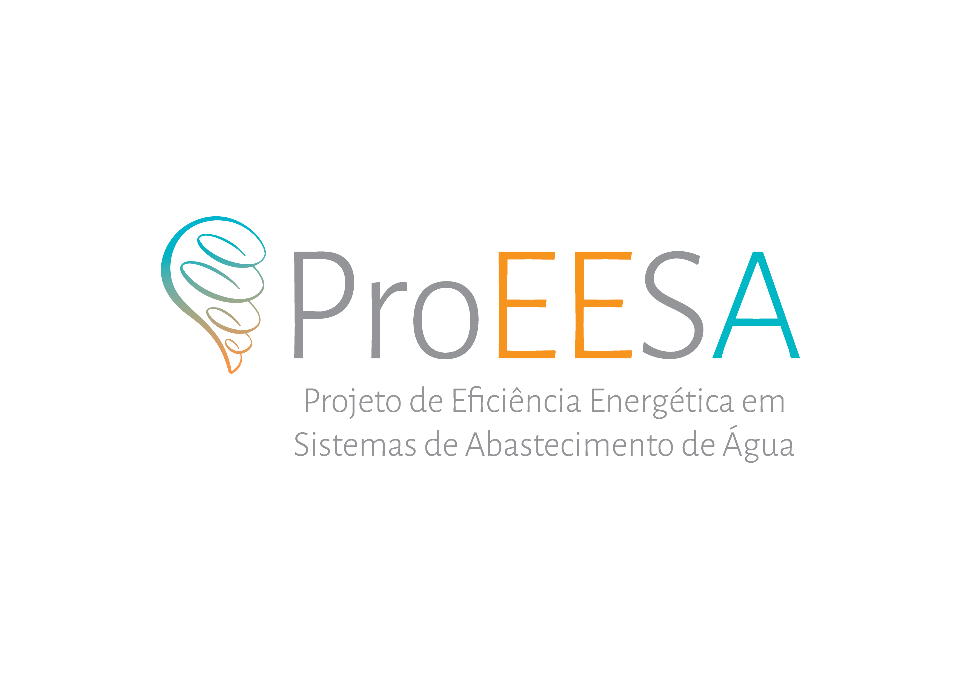 ProEESA
Projeto de Eficiência Energética em
Sistemas de Abastecimento de Água